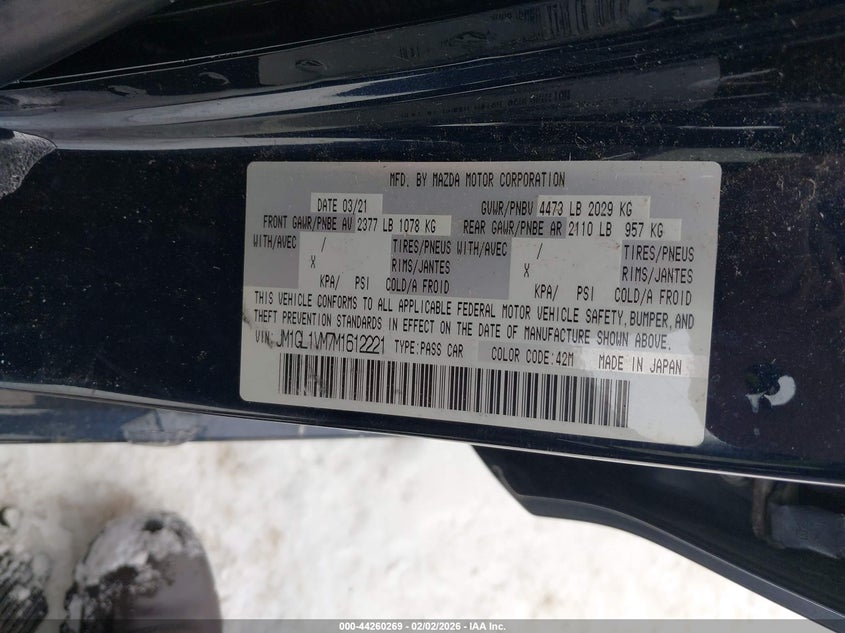 MFD. BY MAZDA MOTOR CORPORATION
DATE 03/21 GVWR/PNBV 4473 LB 2029 KG
FRONT GAWR/PNBE AV 2377 LB 1078 KG REAR GAWR/PNBE AR 2110 LB 957 KG
WITH/AVEC / TIRES/PNEUS WITH/AVEC / TIRES/PNEUS
X RIMS/JANTES X RIMS/JANTES
KPA/ PSI COLD/A FROID KPA/ PSI COLD/A FROID
THIS VEHICLE CONFORMS TO ALL APPLICABLE FEDERAL MOTOR VEHICLE SAFETY, BUMPER, AND
THEFT PREVENTION STANDARDS IN EFFECT ON THE DATE OF MANUFACTURE SHOWN ABOVE.
VIN: JM1GL1VM7M1612221 TYPE:PASS CAR COLOR CODE:42M MADE IN JAPAN
000-44260269 - 02/02/2026 - IAA Inc.